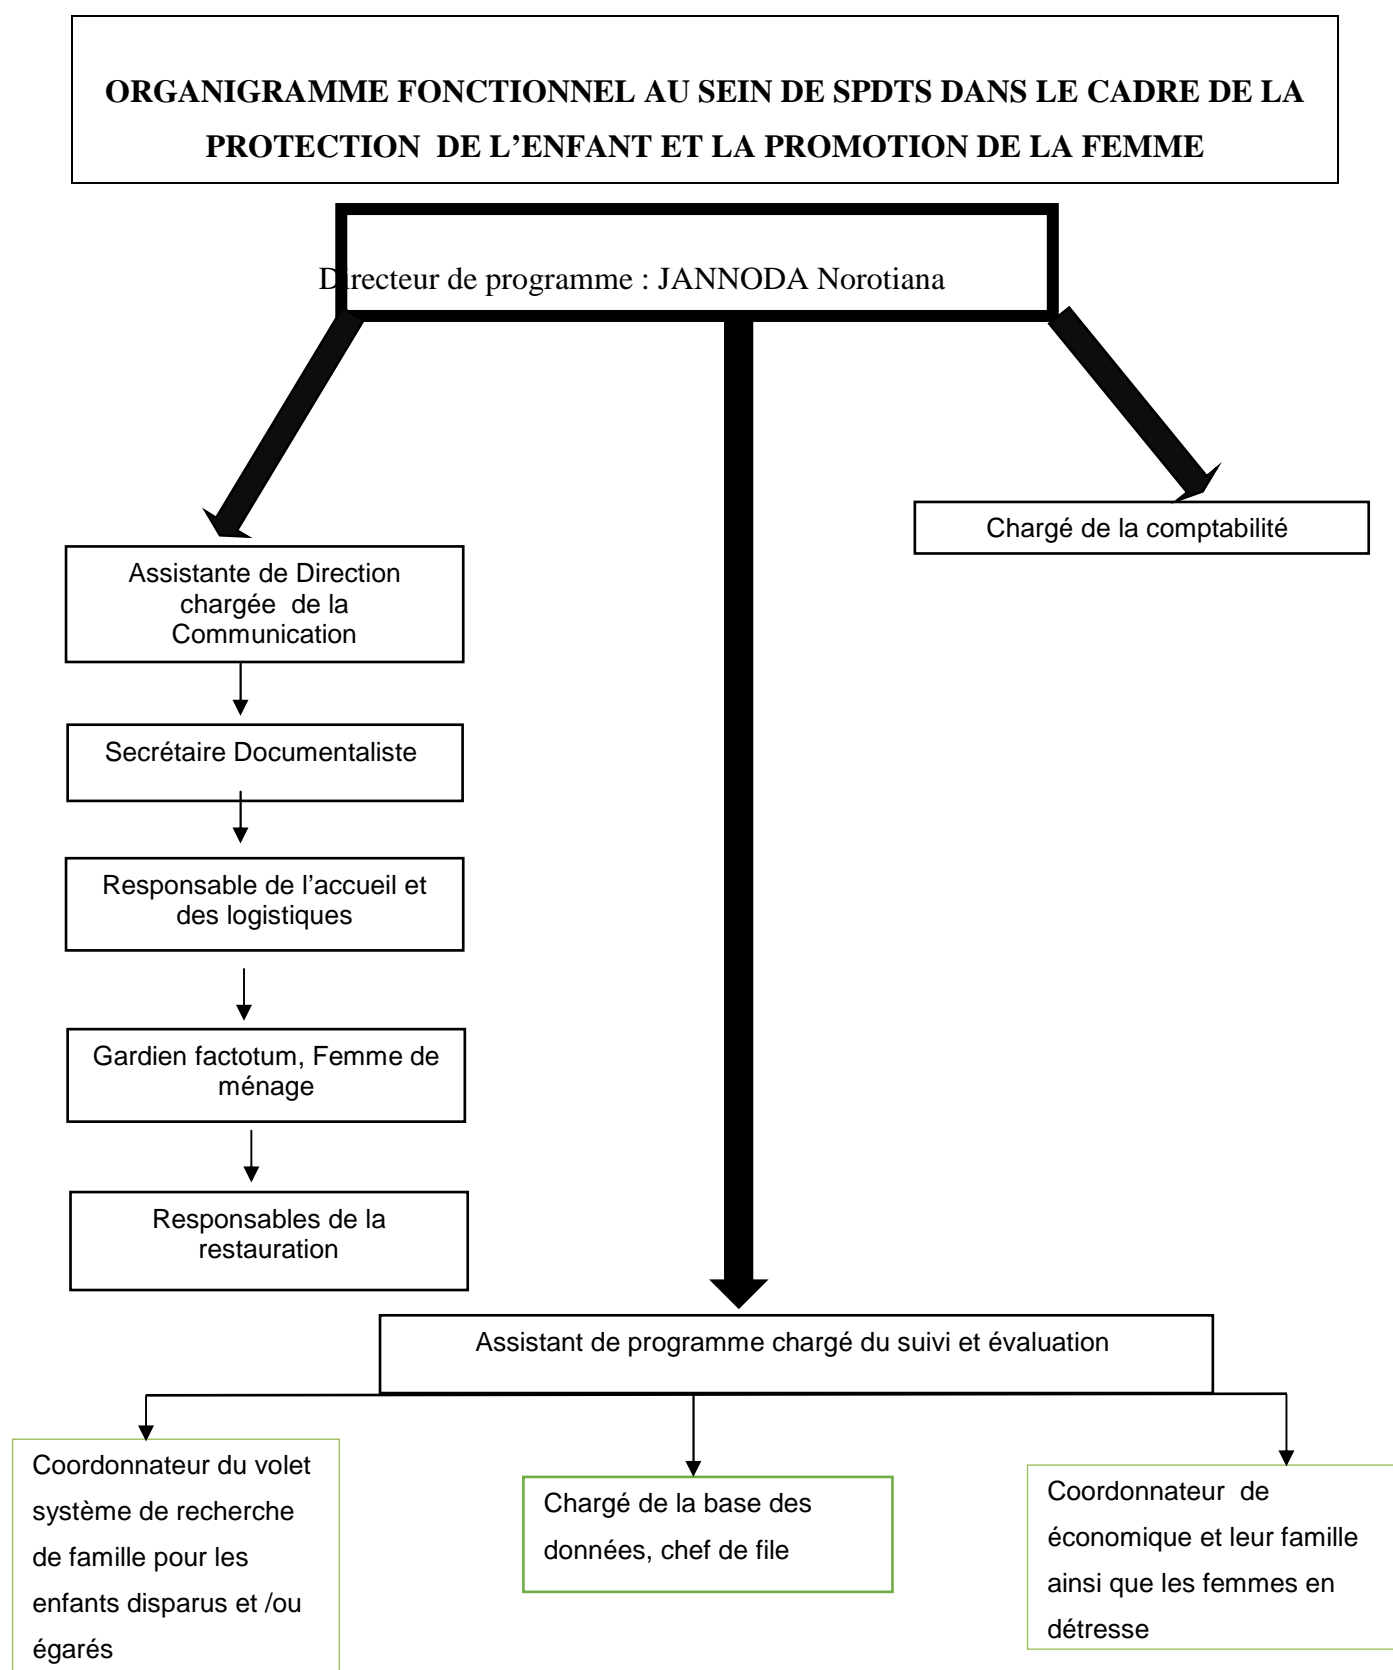 ORGANIGRAMME FONCTIONNEL AU SEIN DE SPDTS DANS LE CADRE DE LA
PROTECTION DE L’ENFANT ET LA PROMOTION DE LA FEMME
Directeur de programme : JANNODA Norotiana
Chargé de la comptabilité
Assistante de Direction
chargée de la
Communication
Secrétaire Documentaliste
Responsable de l’accueil et
des logistiques
Gardien factotum, Femme de
ménage
Responsables de la
restauration
Assistant de programme chargé du suivi et évaluation
Coordonnateur du volet
système de recherche
de famille pour les
enfants disparus et /ou
égarés
Chargé de la base des
données, chef de file
Coordonnateur de
économique et leur famille
ainsi que les femmes en
détresse